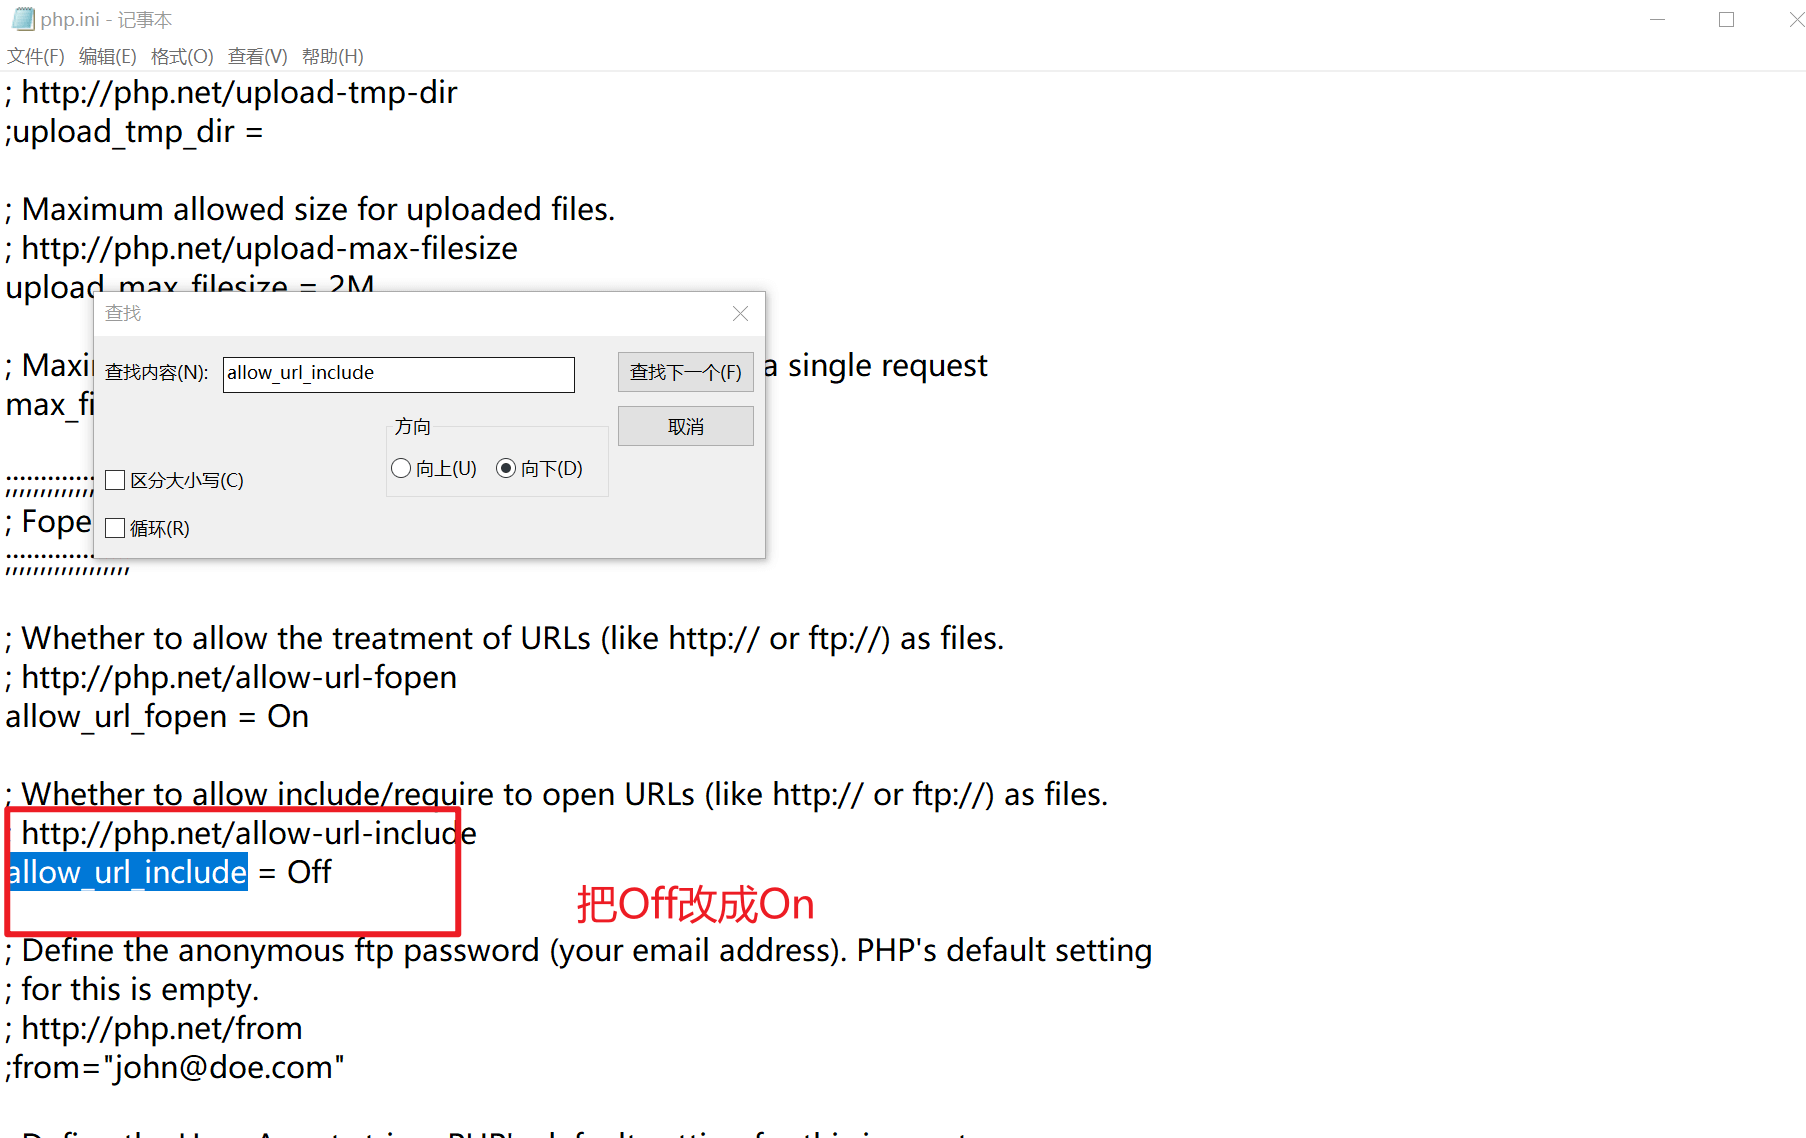 php.ini - 记事本
文件(F) 编辑(E) 格式(O) 查看(V) 帮助(H)
; http://php.net/upload-tmp-dir
;upload_tmp_dir =
; Maximum allowed size for uploaded files.
; http://php.net/upload-max-filesize
upload_max_filesize = 2M
查找
查找内容(N):
allow_url_include
查找下一个(F)
取消
方向
向上(U)
向下(D)
区分大小写(C)
循环(R)
; Maxi
a single request
max_fi
;;;;;;;;;;;;;
; Fope
;;;;;;;;;;;;;;;;;;
; Whether to allow the treatment of URLs (like http:// or ftp://) as files.
; http://php.net/allow-url-fopen
allow_url_fopen = On
; Whether to allow include/require to open URLs (like http:// or ftp://) as files.
; http://php.net/allow-url-include
allow_url_include = Off
把Off改成On
; Define the anonymous ftp password (your email address). PHP's default setting
; for this is empty.
; http://php.net/from
;from="john@doe.com"